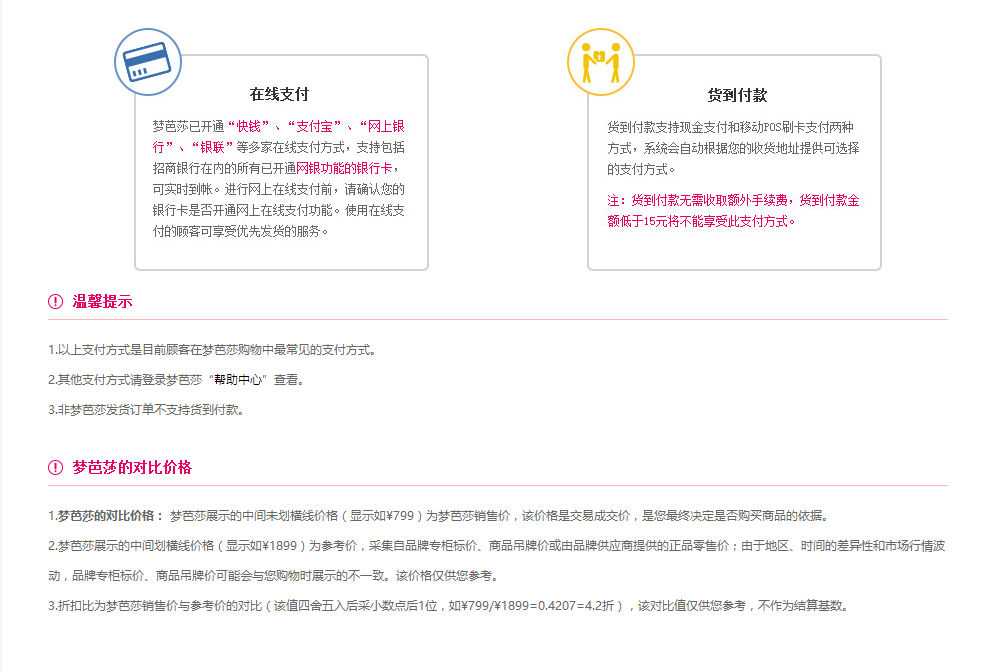 在线支付
梦芭莎已开通“快钱”、“支付宝”、“网上银
行”、“银联”等多家在线支付方式，支持包括
招商银行在内的所有已开通网银功能的银行卡，
可实时到帐。进行网上在线支付前，请确认您的
银行卡是否开通网上在线支付功能。使用在线支
付的顾客可享受优先发货的服务。
货到付款
货到付款支持现金支付和移动POS刷卡支付两种
方式，系统会自动根据您的收货地址提供可选择
的支付方式。
注：货到付款无需收取额外手续费，货到付款金
额低于15元将不能享受此支付方式。
温馨提示
1.以上支付方式是目前顾客在梦芭莎购物中最常见的支付方式。
2.其他支付方式请登录梦芭莎“帮助中心”查看。
3.非梦芭莎发货订单不支持货到付款。
梦芭莎的对比价格
1.梦芭莎的对比价格： 梦芭莎展示的中间未划横线价格（显示如¥799）为梦芭莎销售价，该价格是交易成交价，是您最终决定是否购买商品的依据。
2.梦芭莎展示的中间划横线价格（显示如¥1899）为参考价，采集自品牌专柜标价、商品吊牌价或由品牌供应商提供的正品零售价；由于地区、时间的差异性和市场行情波
动，品牌专柜标价、商品吊牌价可能会与您购物时展示的不一致。该价格仅供您参考。
3.折扣比为梦芭莎销售价与参考价的对比（该值四舍五入后采小数点后1位，如¥799/¥1899=0.4207=4.2折），该对比值仅供您参考，不作为结算基数。